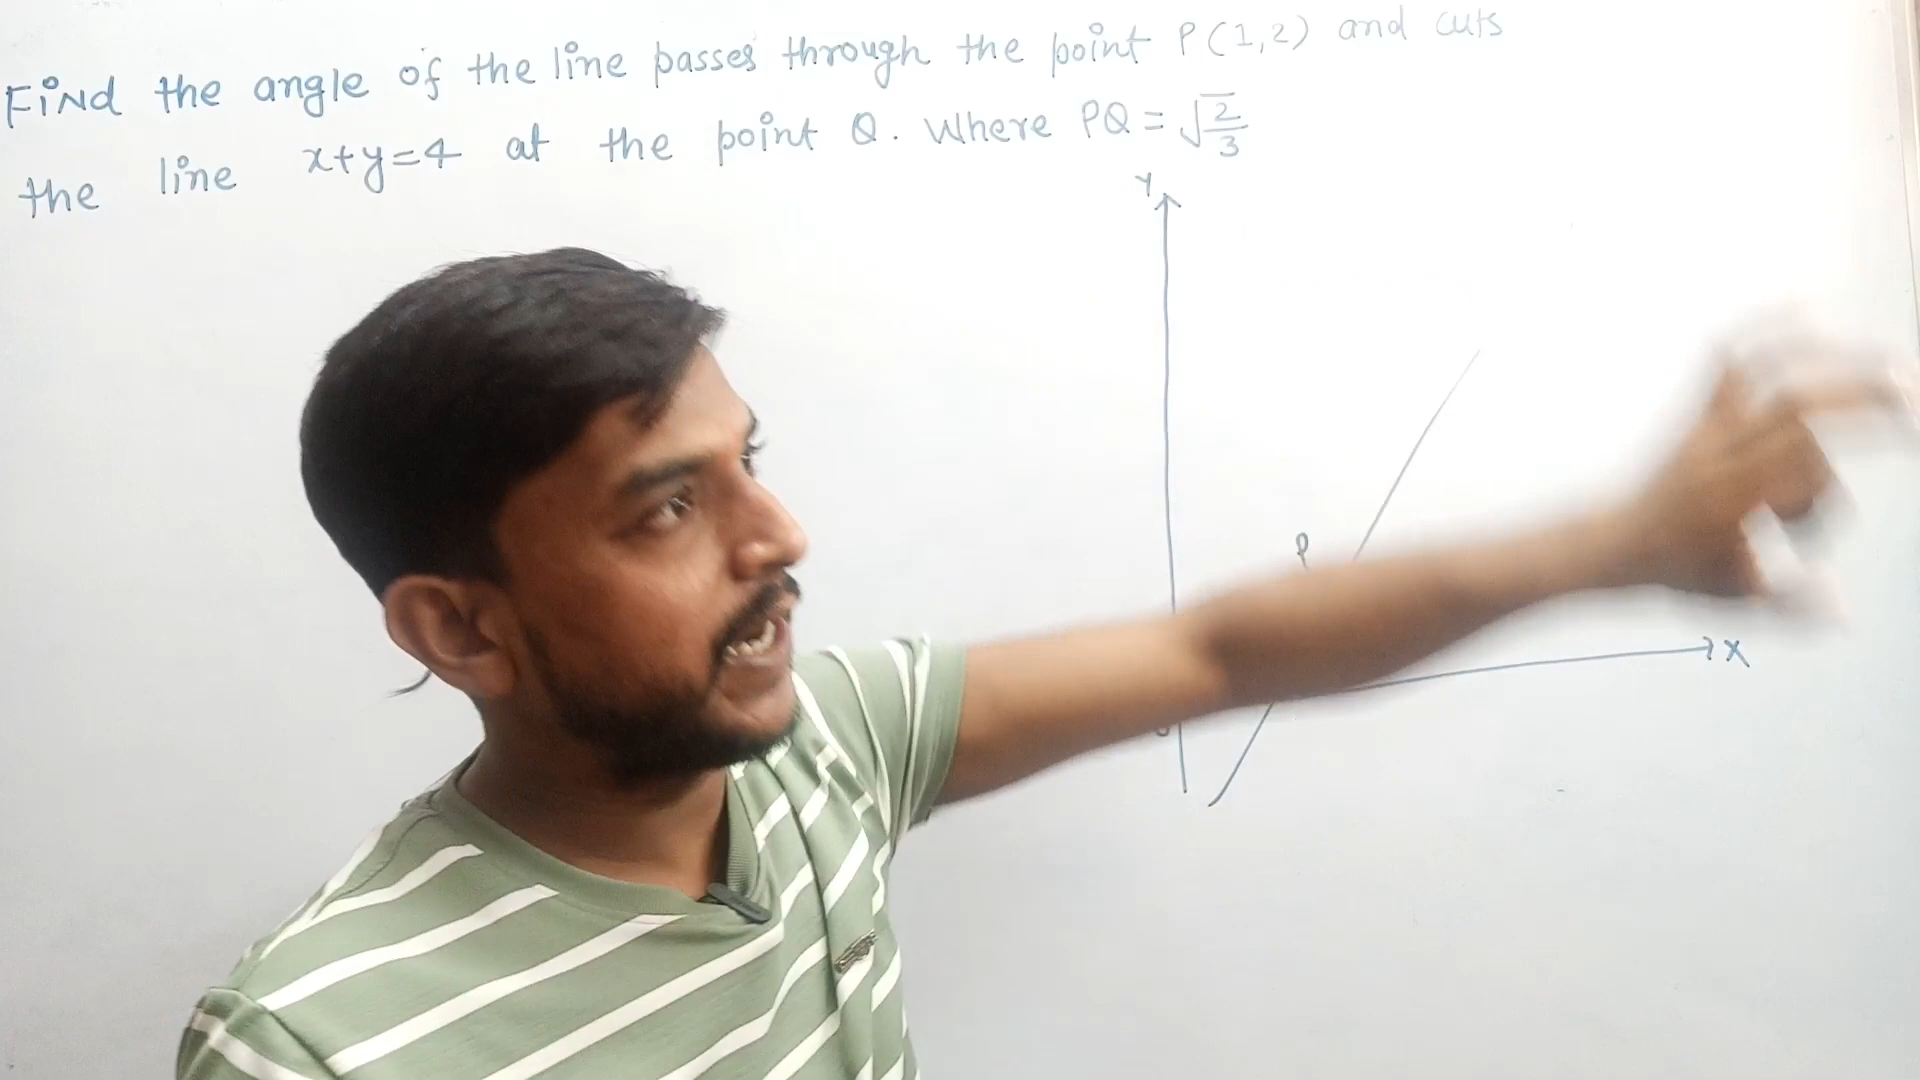 Find the angle of the line passes through the point P(1,2) and cuts
the line x+y=4 at the point Q. Where PQ = √2/3
Y
P
X